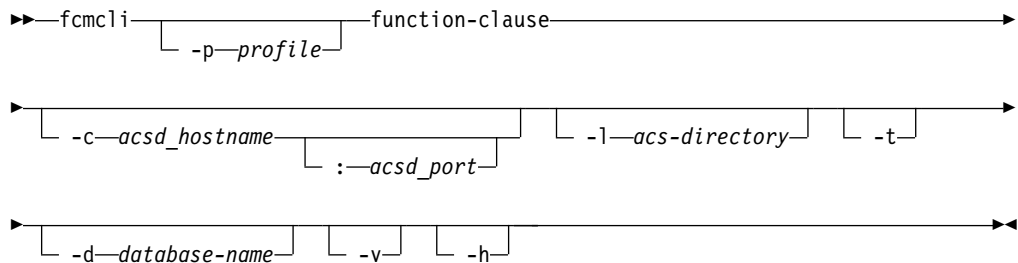 fcmcli function-clause
-p profile
-c acsd_hostname -l acs-directory -t
: acsd_port
-d database-name -v -h